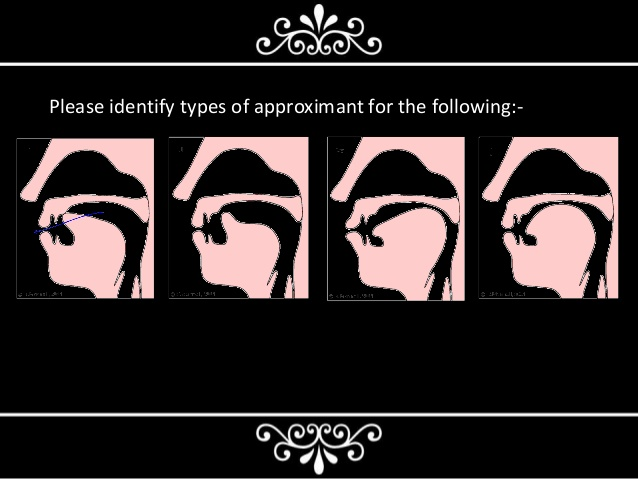 Please identify types of approximant for the following:-